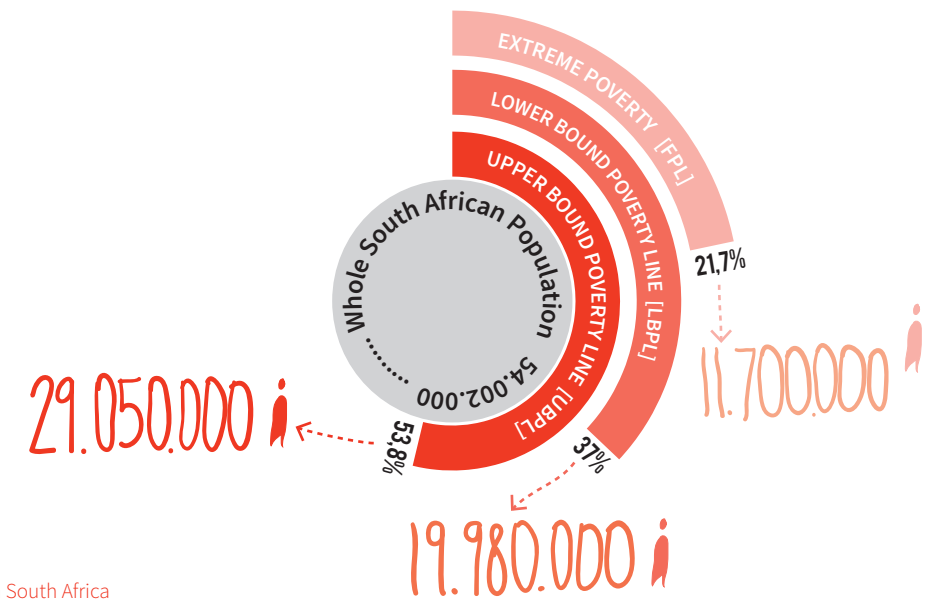 EXTREME POVERTY [FPL]
LOWER BOUND POVERTY LINE [LBPL]
UPPER BOUND POVERTY LINE [UBPL]
Whole South African Population
54.002.000 ........
21,7%
11.700.000
29.050.000
53,8%
37%
19.980.000
South Africa